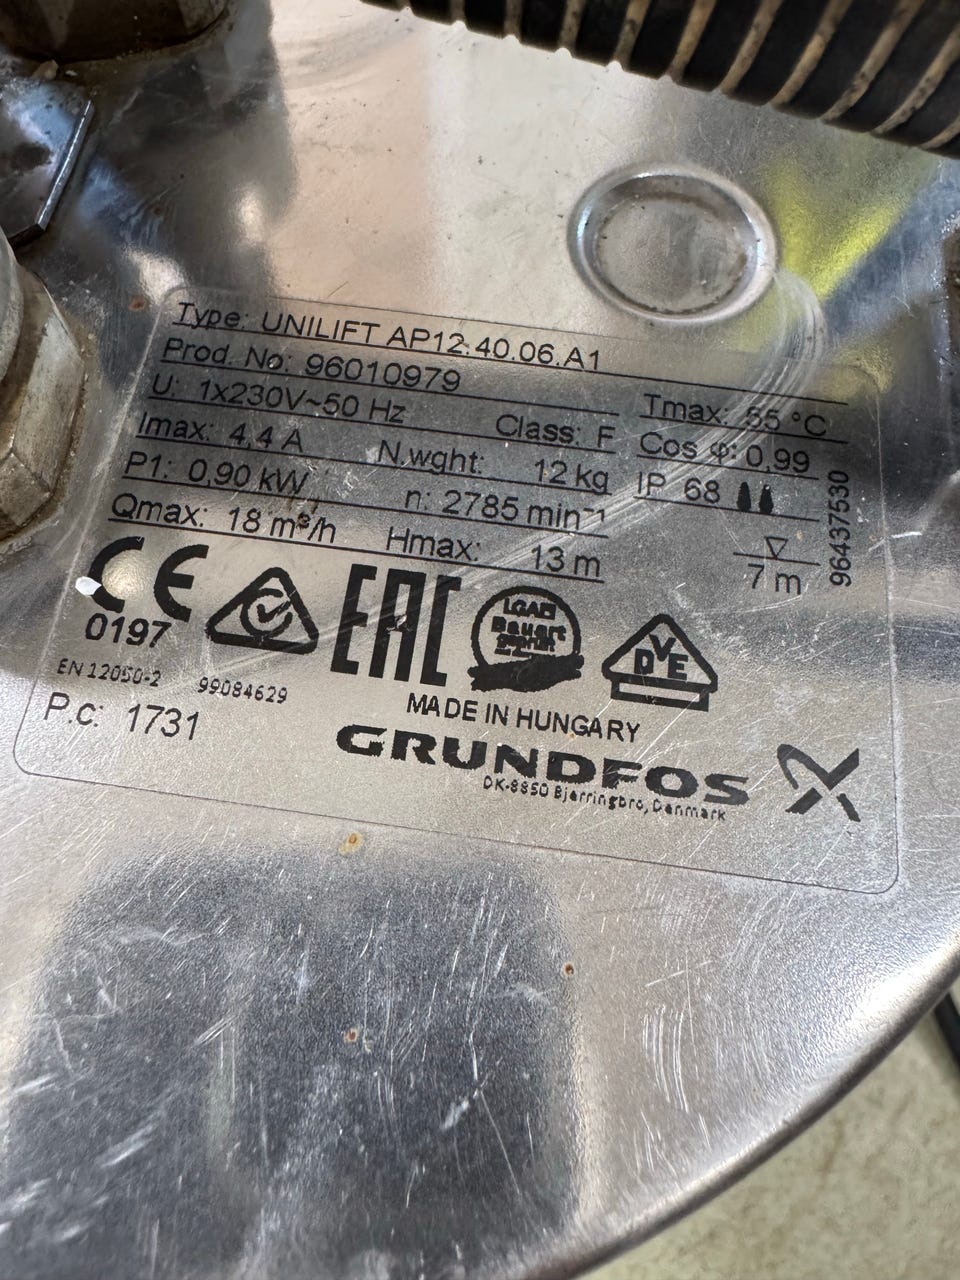 Type: UNILIFT AP12.40.06.A1
Prod. No: 96010979
U: 1x230V~50 Hz Class: F
Imax: 4,4 A N.wght: 12 kg
P1: 0,90 kW n: 2785 min⁻¹
Qmax: 18 m³/h Hmax: 13 m
Tmax: 55 °C
Cos φ: 0,99
IP 68
7 m
96437530
CE
0197
EAC
LGA
Bauart
geprüft
DVE
EN 12050-2 99084629
P.c: 1731
MADE IN HUNGARY
GRUNDFOS
DK-8850 Bjerringbro, Denmark